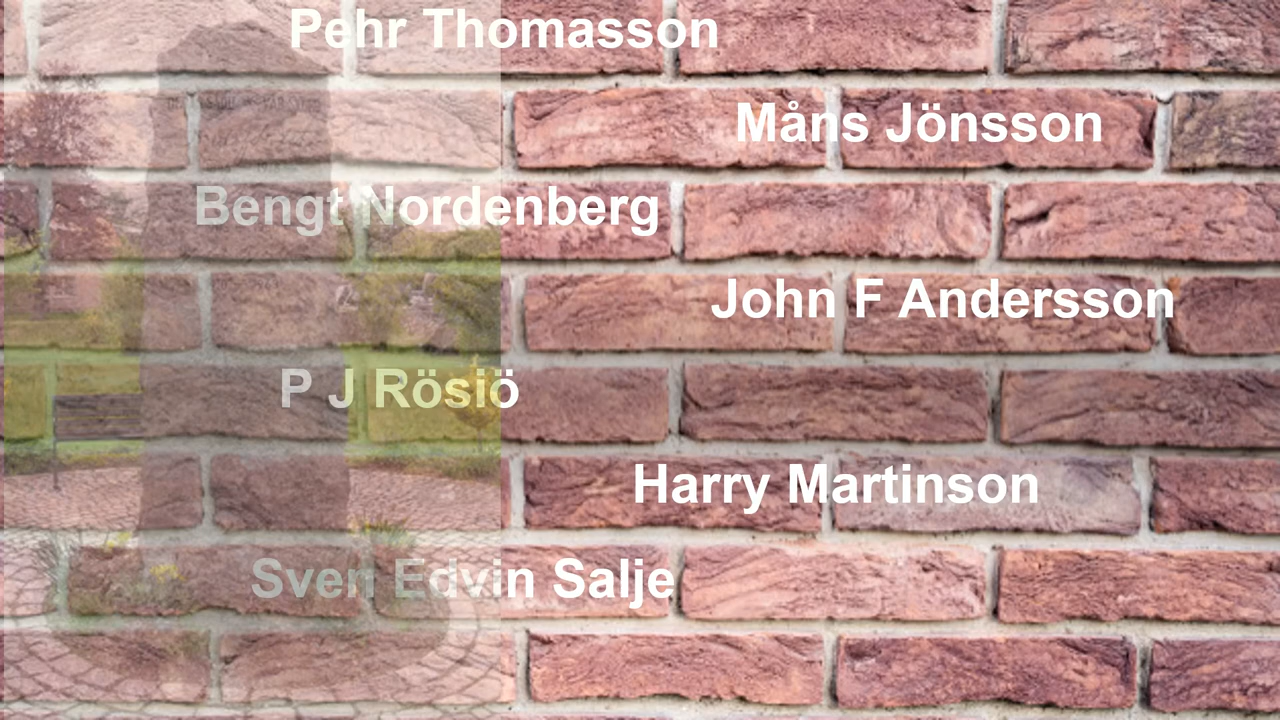 Pehr Thomasson
Måns Jönsson
Bengt Nordenberg
John F Andersson
P J Rösiö
Harry Martinson
Sven Edvin Salje